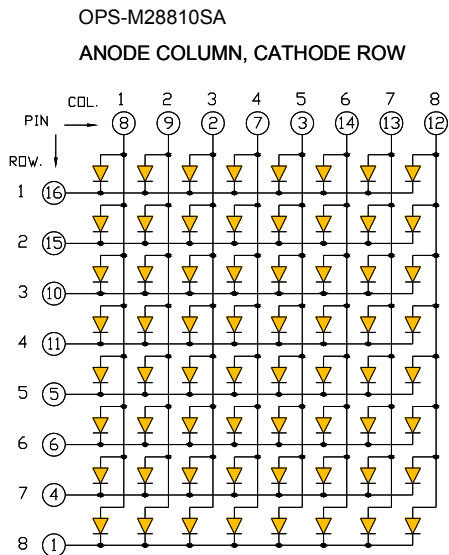 OPS-M28810SA
ANODE COLUMN, CATHODE ROW
COL. 1 2 3 4 5 6 7 8
PIN 8 9 2 7 3 14 13 12
ROW.
1 16
2 15
3 10
4 11
5 5
6 6
7 4
8 1